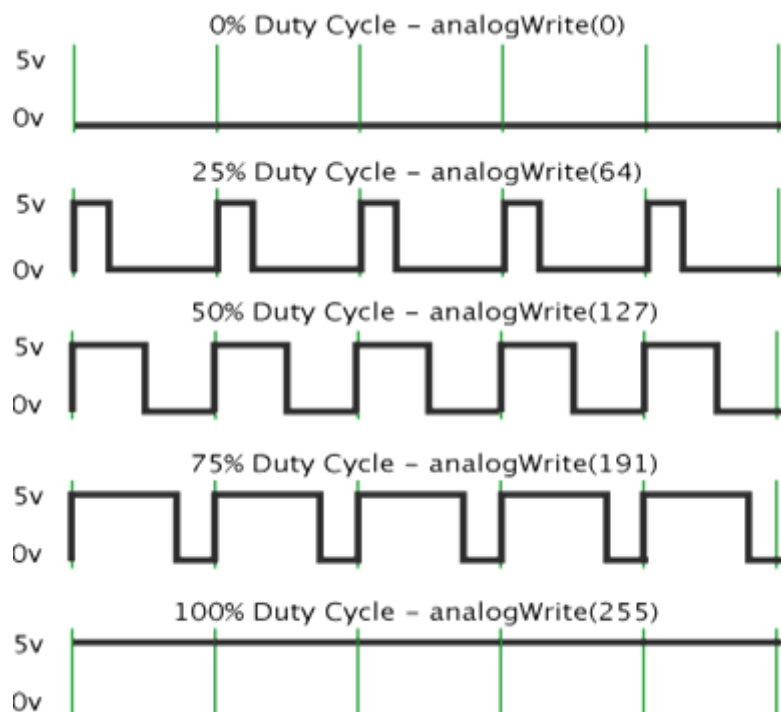 0% Duty Cycle – analogWrite(0)
5v
0v
25% Duty Cycle – analogWrite(64)
5v
0v
50% Duty Cycle – analogWrite(127)
5v
0v
75% Duty Cycle – analogWrite(191)
5v
0v
100% Duty Cycle – analogWrite(255)
5v
0v